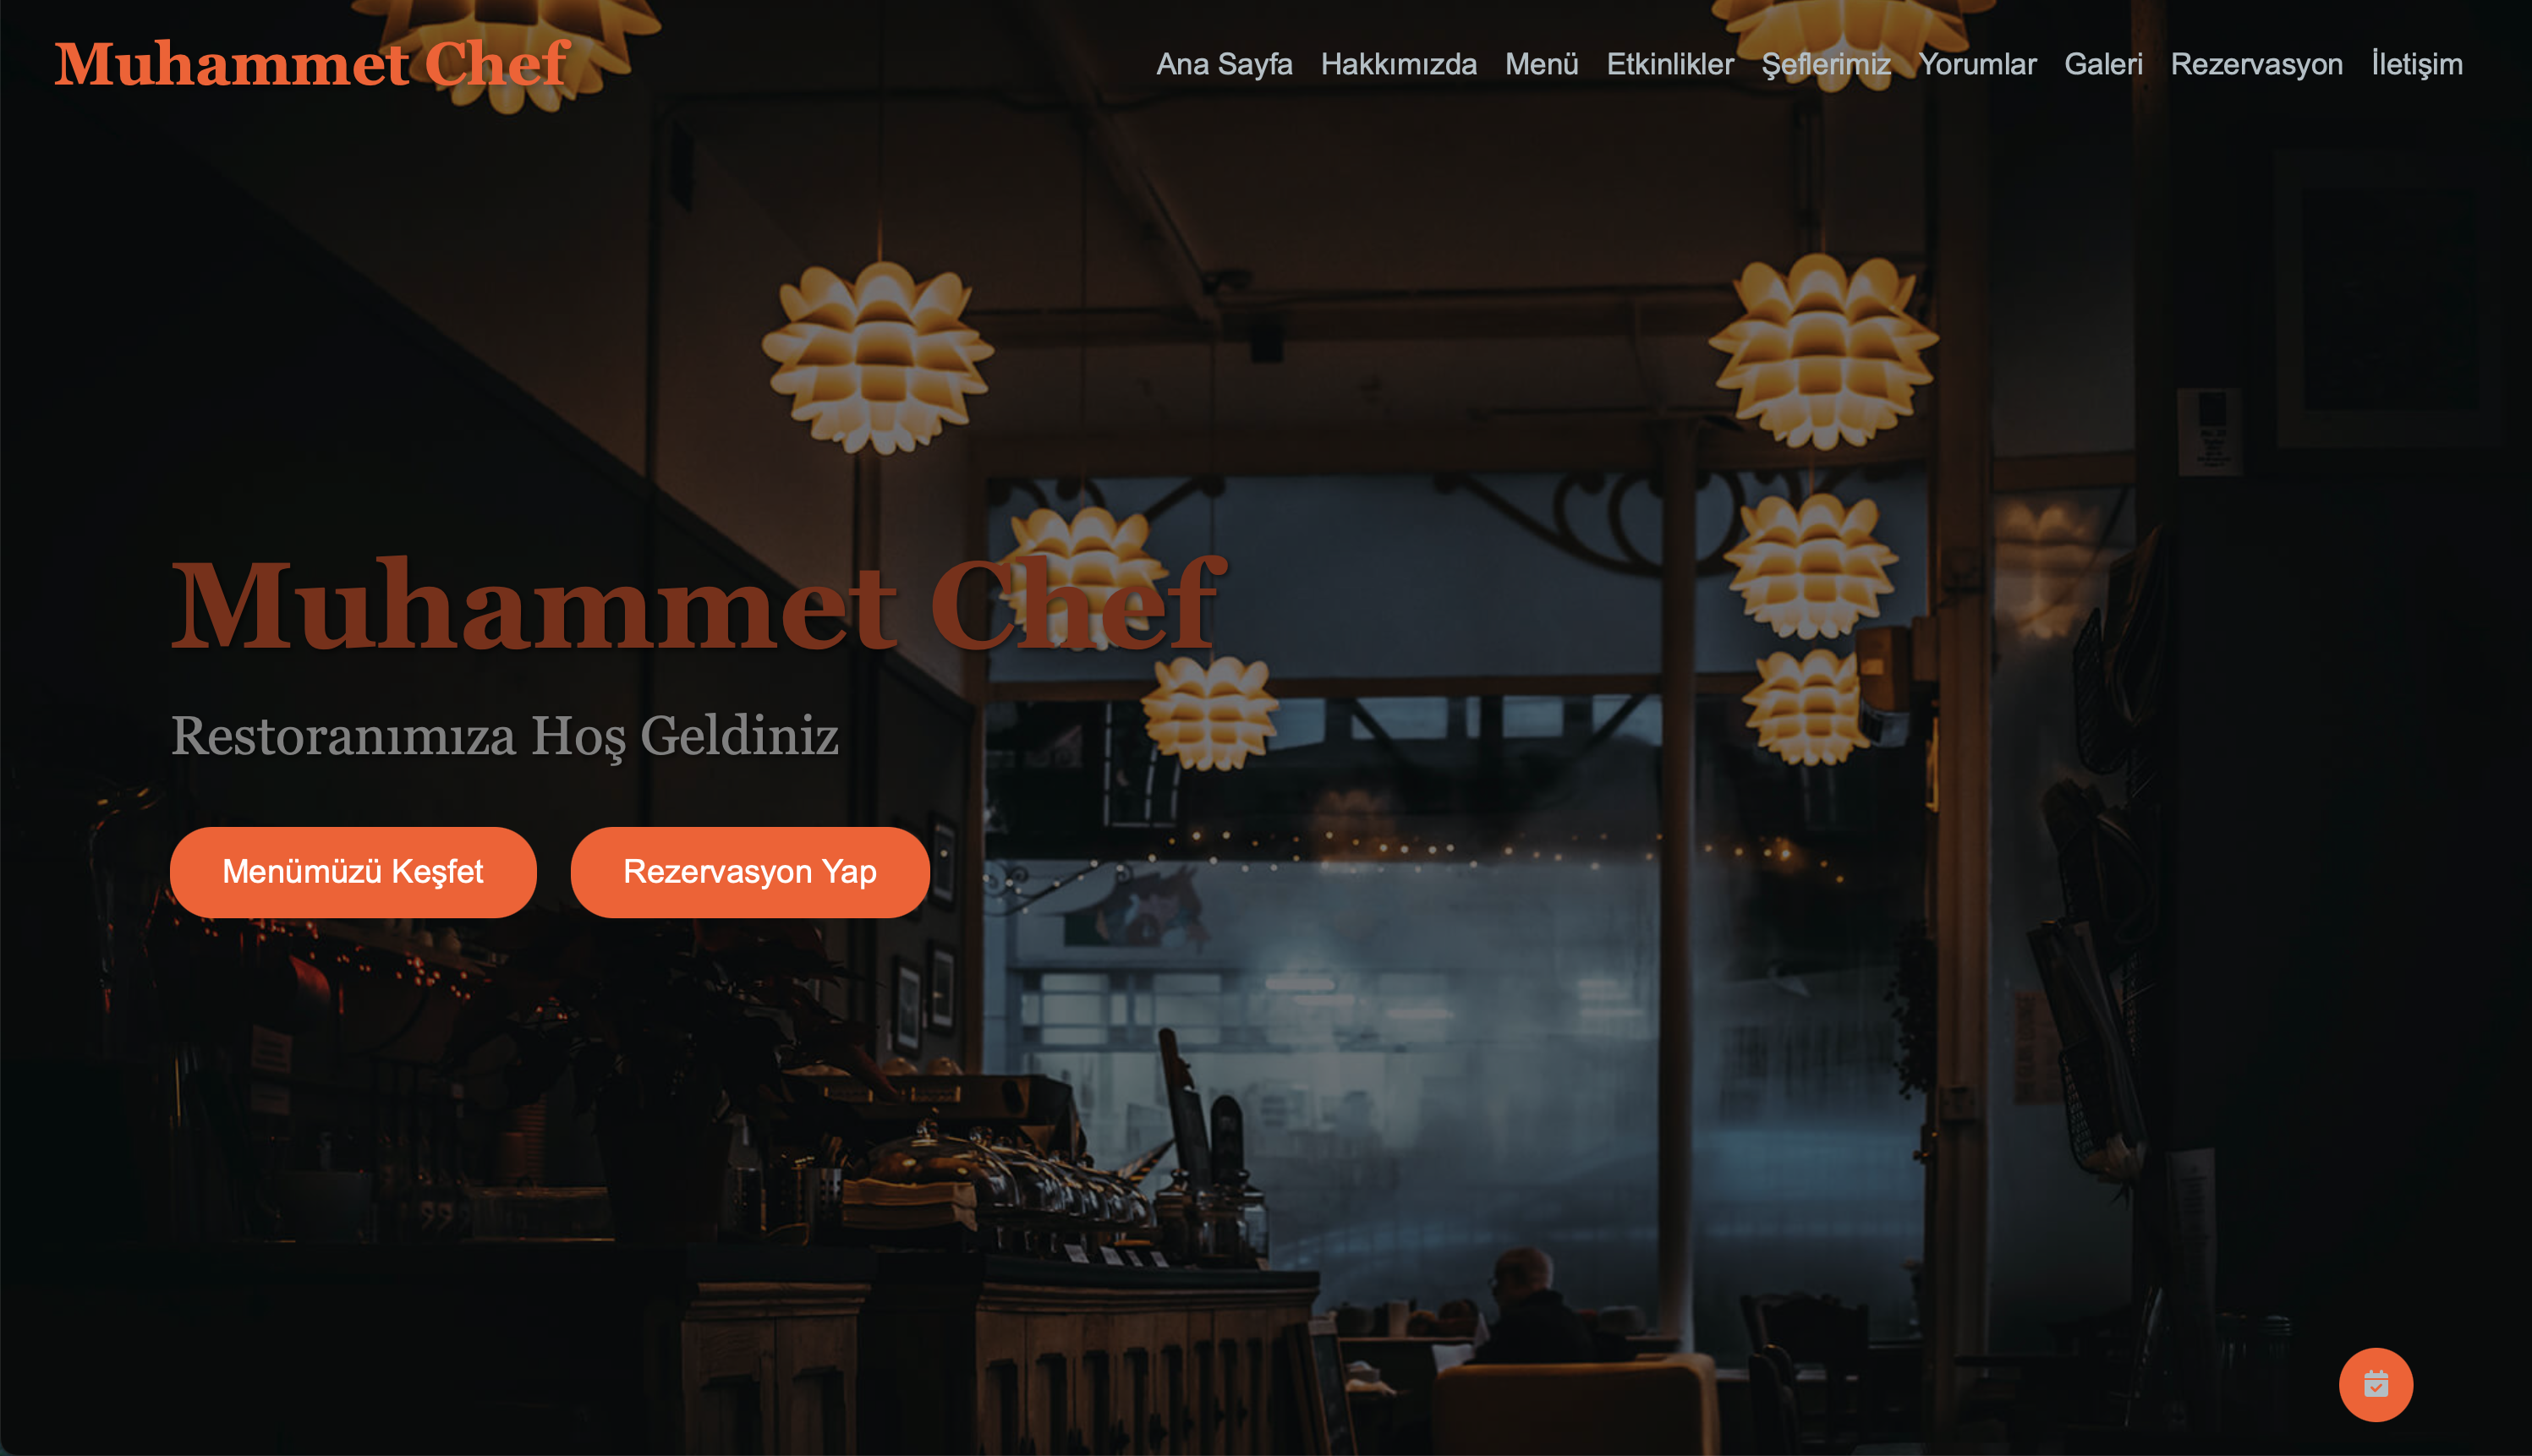 Muhammet Chef
Ana Sayfa Hakkımızda Menü Etkinlikler Şeflerimiz Yorumlar Galeri Rezervasyon İletişim
Muhammet Chef
Restoranımıza Hoş Geldiniz
Menümüzü Keşfet Rezervasyon Yap